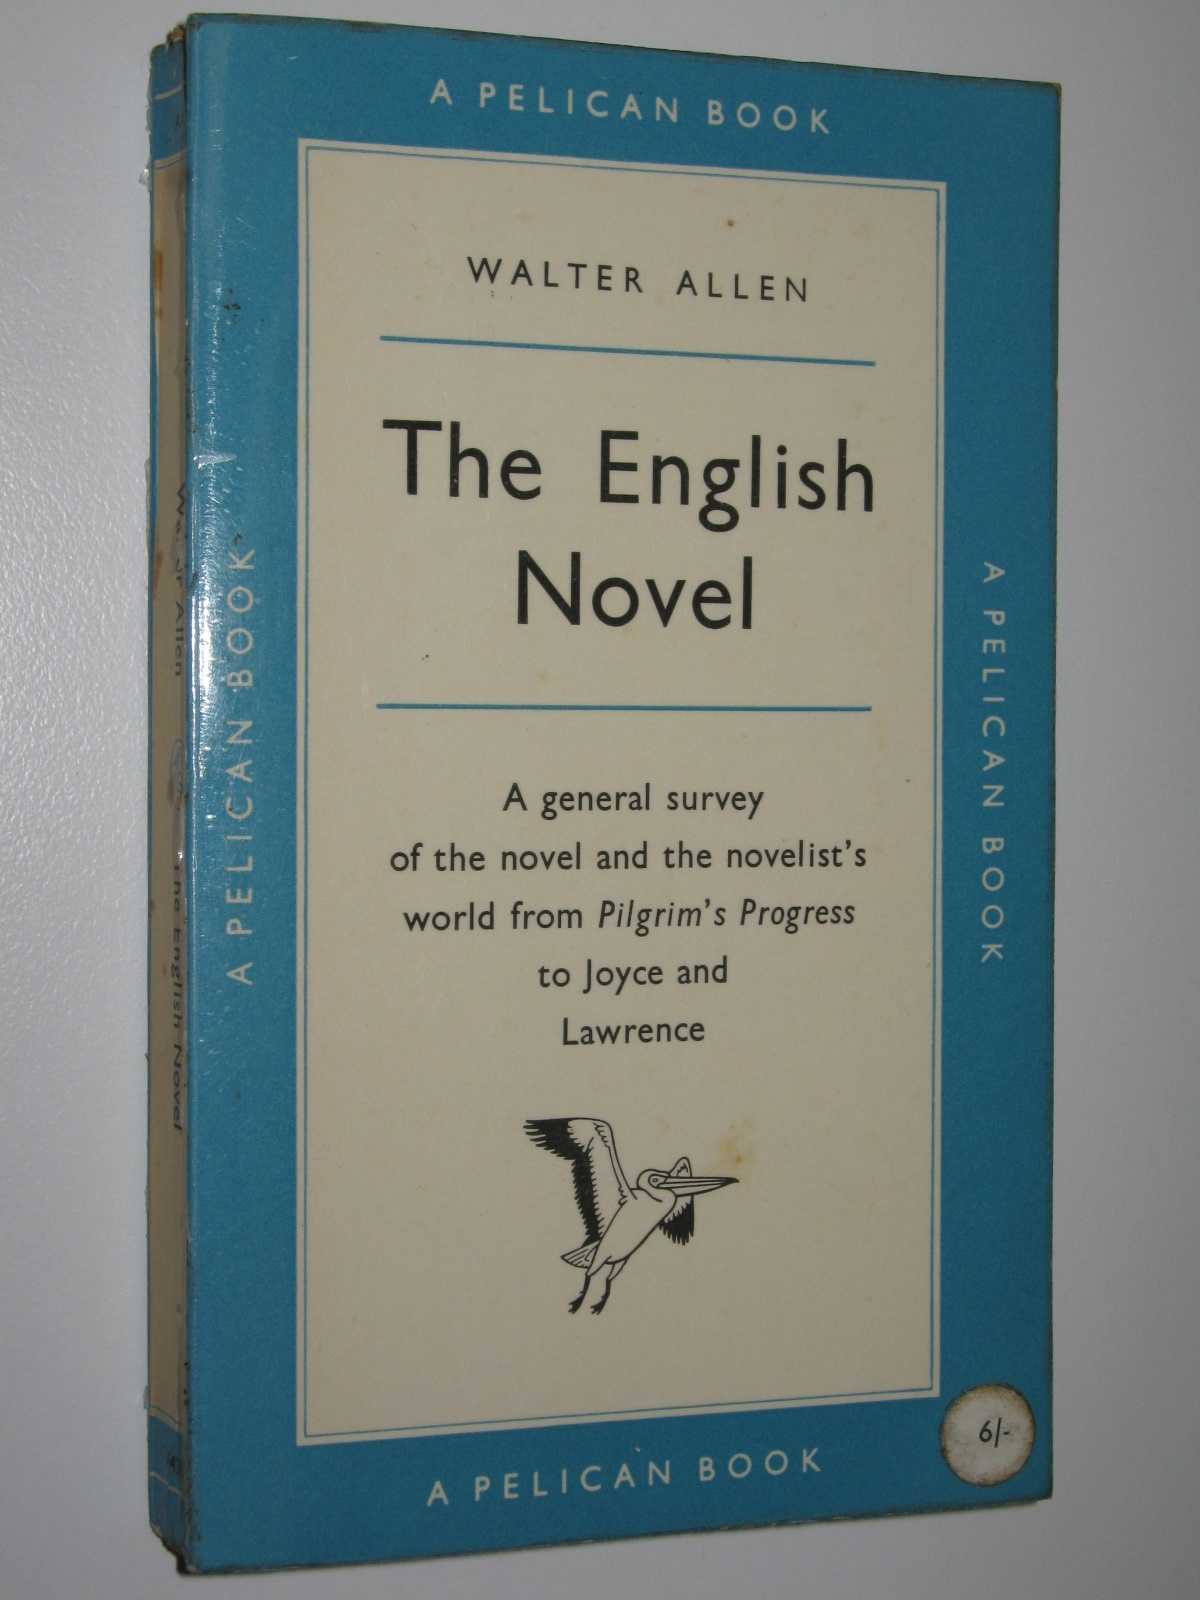 A PELICAN BOOK
WALTER ALLEN
The English
Novel
A general survey
of the novel and the novelist's
world from Pilgrim's Progress
to Joyce and
Lawrence
A PELICAN BOOK
A PELICAN BOOK
6/-
A PELICAN BOOK
Allen
The English Novel